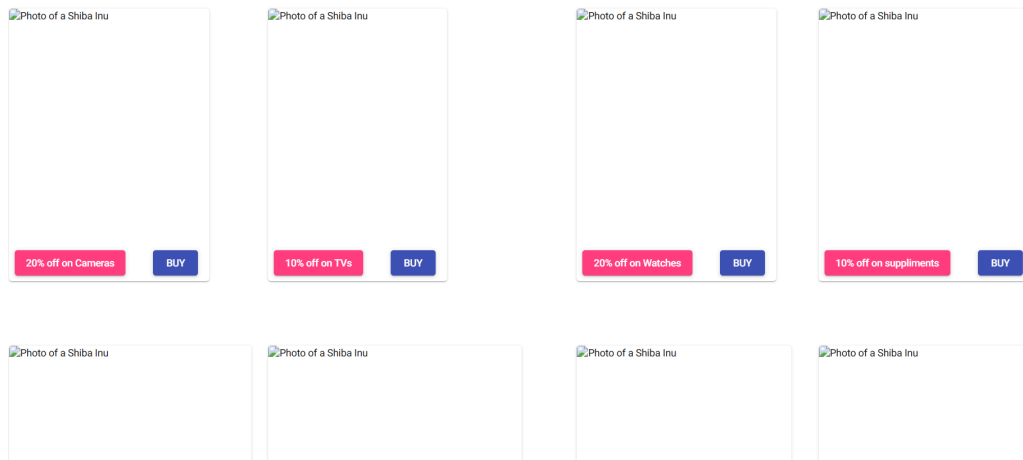 Photo of a Shiba Inu
Photo of a Shiba Inu
Photo of a Shiba Inu
Photo of a Shiba Inu
20% off on Cameras
BUY
10% off on TVs
BUY
20% off on Watches
BUY
10% off on suppliments
BUY
Photo of a Shiba Inu
Photo of a Shiba Inu
Photo of a Shiba Inu
Photo of a Shiba Inu